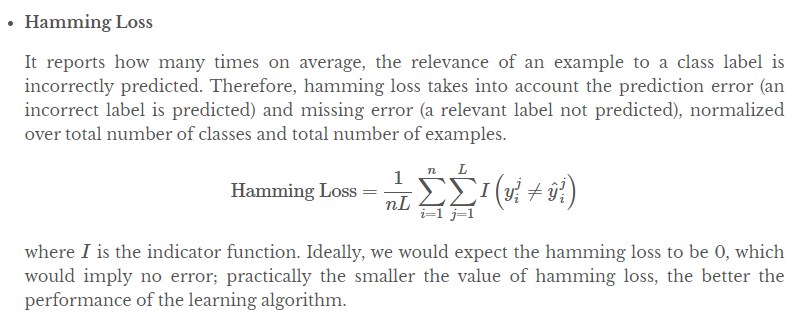 • Hamming Loss
It reports how many times on average, the relevance of an example to a class label is
incorrectly predicted. Therefore, hamming loss takes into account the prediction error (an
incorrect label is predicted) and missing error (a relevant label not predicted), normalized
over total number of classes and total number of examples.
Hamming Loss = \frac{1}{nL} \sum_{i=1}^{n} \sum_{j=1}^{L} I \left( y_i^j \neq \hat{y}_i^j \right)
where I is the indicator function. Ideally, we would expect the hamming loss to be 0, which
would imply no error; practically the smaller the value of hamming loss, the better the
performance of the learning algorithm.